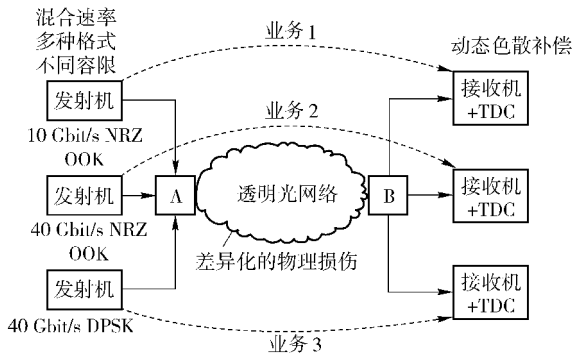 混合速率
多种格式
不同容限
业务1
动态色散补偿
发射机
接收机
+TDC
10 Gbit/s NRZ
OOK
业务2
发射机
A
透明光网络
B
接收机
+TDC
40 Gbit/s NRZ
OOK
差异化的物理损伤
发射机
接收机
+TDC
40 Gbit/s DPSK
业务3